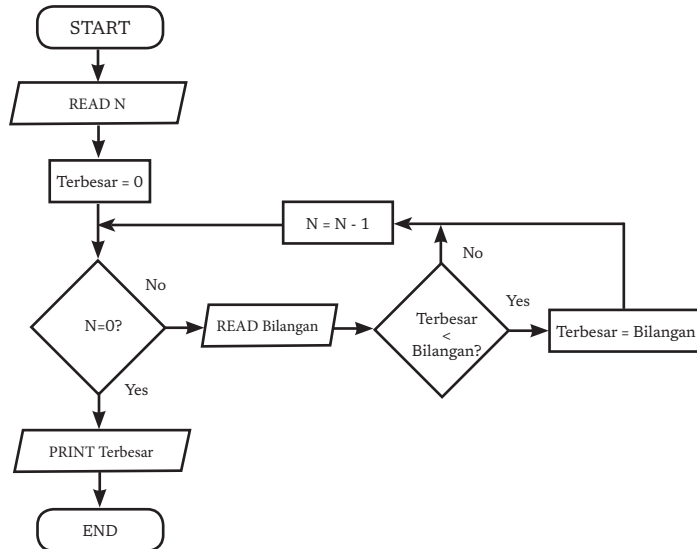 START
READ N
Terbesar = 0
N = N - 1
No
No
Yes
N=0?
READ Bilangan
Terbesar
<
Bilangan?
Terbesar = Bilangan
Yes
PRINT Terbesar
END